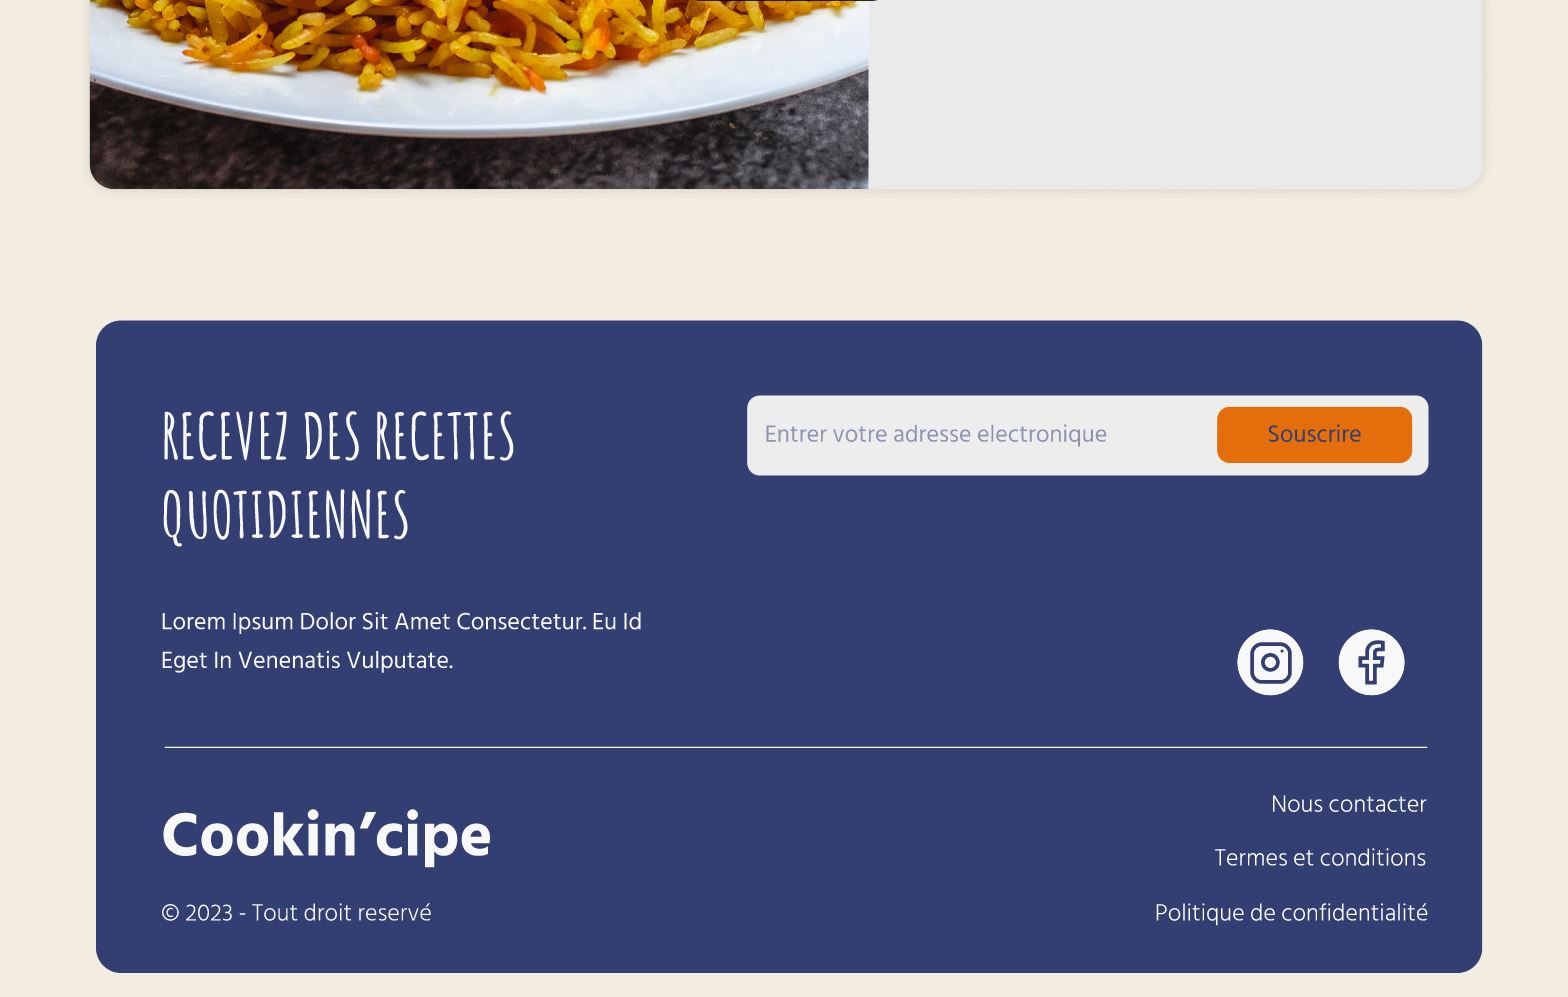 RECEVEZ DES RECETTES
QUOTIDIENNES
Entrer votre adresse electronique
Souscrire
Lorem Ipsum Dolor Sit Amet Consectetur. Eu Id
Eget In Venenatis Vulputate.
Cookin’cipe
© 2023 - Tout droit reservé
Nous contacter
Termes et conditions
Politique de confidentialité